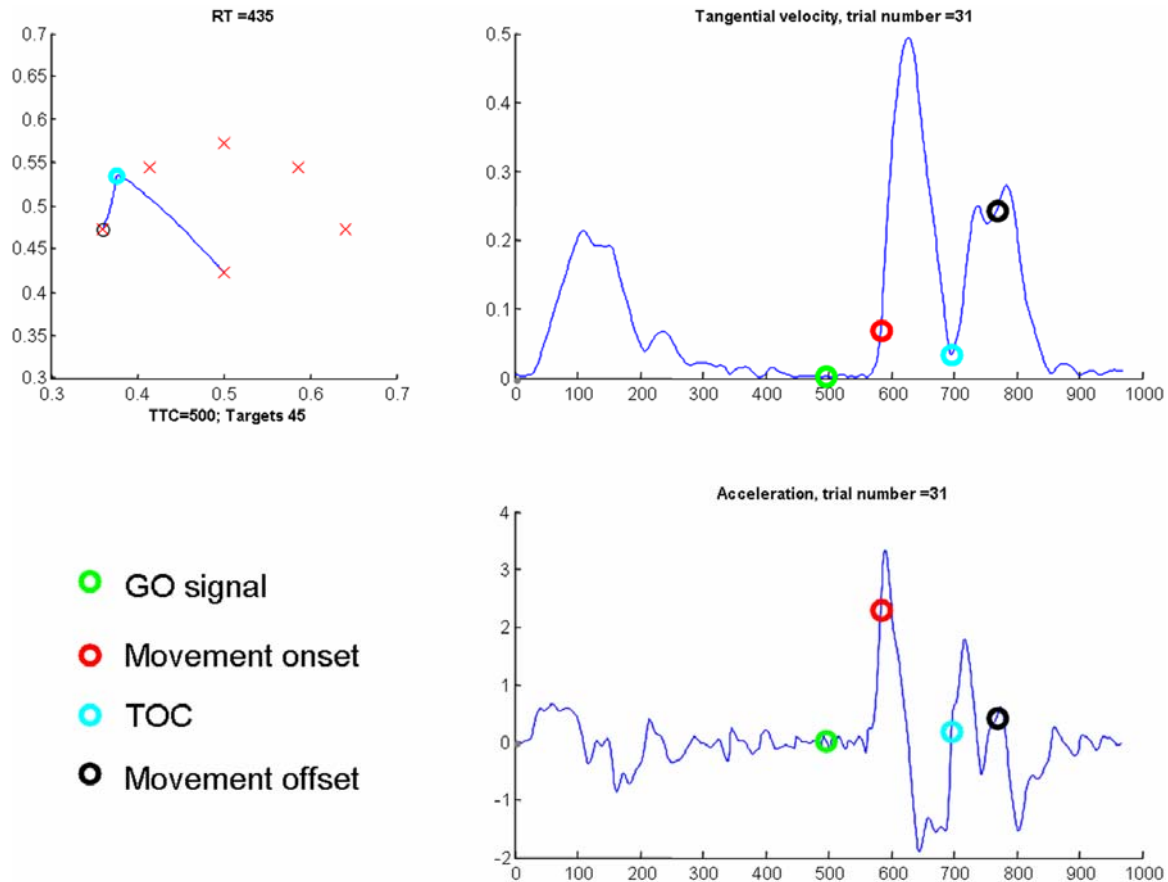 RT =435
0.7
0.65
0.6
0.55
0.5
0.45
0.4
0.35
0.3
0.3 0.4 0.5 0.6 0.7
TTC=500; Targets 45
Tangential velocity, trial number =31
0.5
0.4
0.3
0.2
0.1
0
0 100 200 300 400 500 600 700 800 900 1000
Acceleration, trial number =31
4
3
2
1
0
-1
-2
0 100 200 300 400 500 600 700 800 900 1000
GO signal
Movement onset
TOC
Movement offset